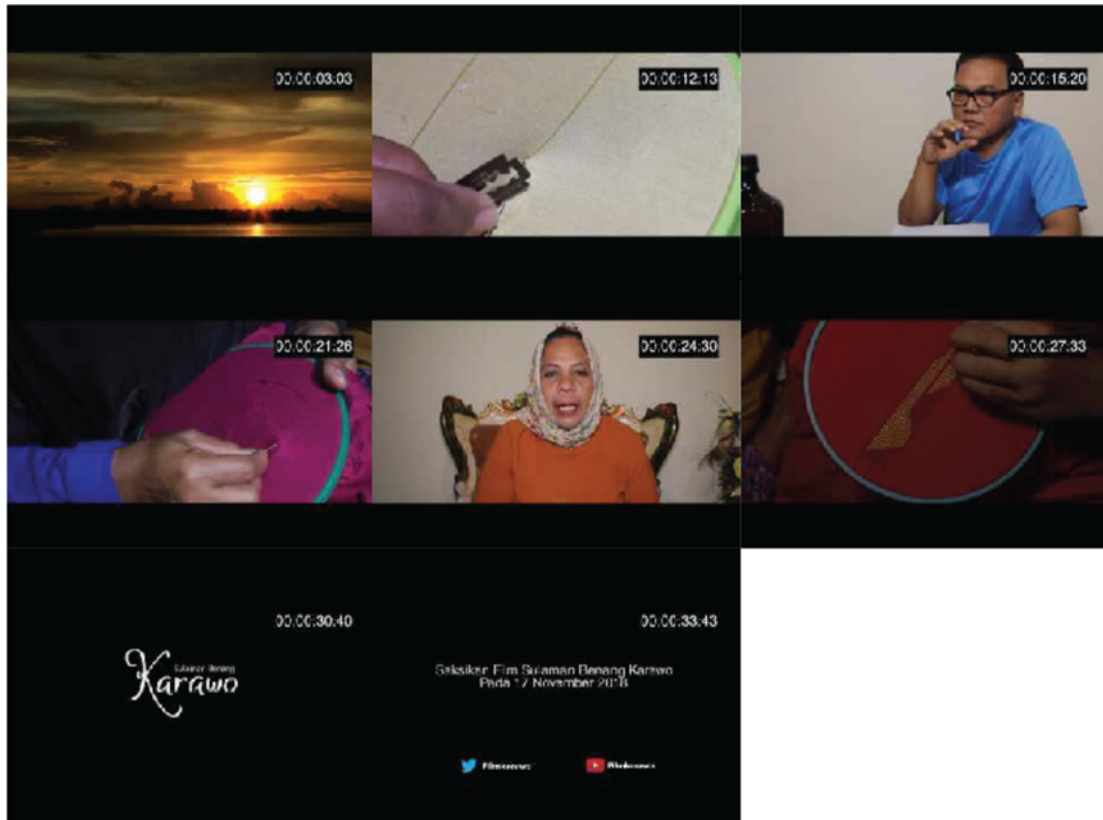 00:00:03:03
00:00:12:13
00:00:15:20
00:00:21:26
00:00:24:30
00:00:27:33
00:00:30:40
Sulaman Benang
Karawo
00:00:33:43
Saksikan Film Sulaman Benang Karawo
Pada 17 November 2018